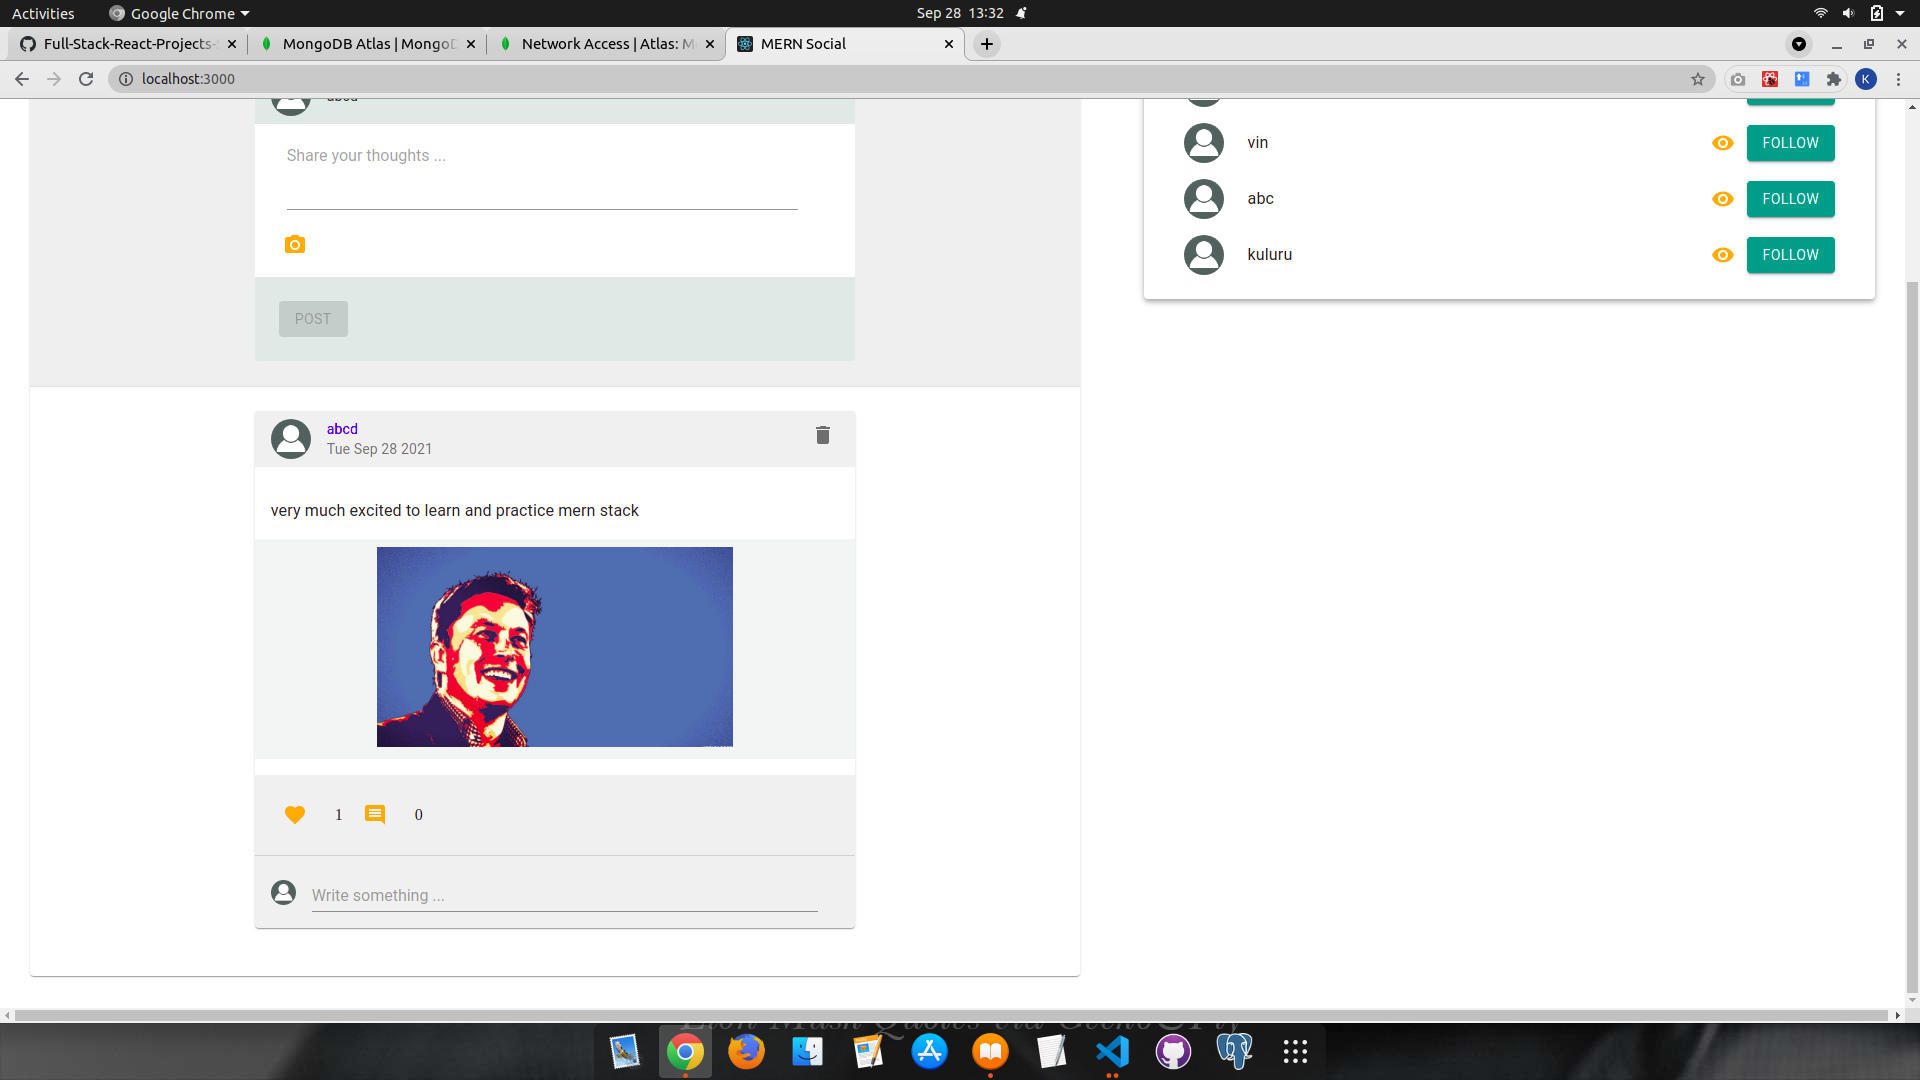 Activities Google Chrome Sep 28 13:32
Full-Stack-React-Projects- MongoDB Atlas | MongoD Network Access | Atlas: M MERN Social
localhost:3000 K
abcd
Share your thoughts ...
POST
vin FOLLOW
abc FOLLOW
kuluru FOLLOW
abcd
Tue Sep 28 2021
very much excited to learn and practice mern stack
1 0
Write something ...